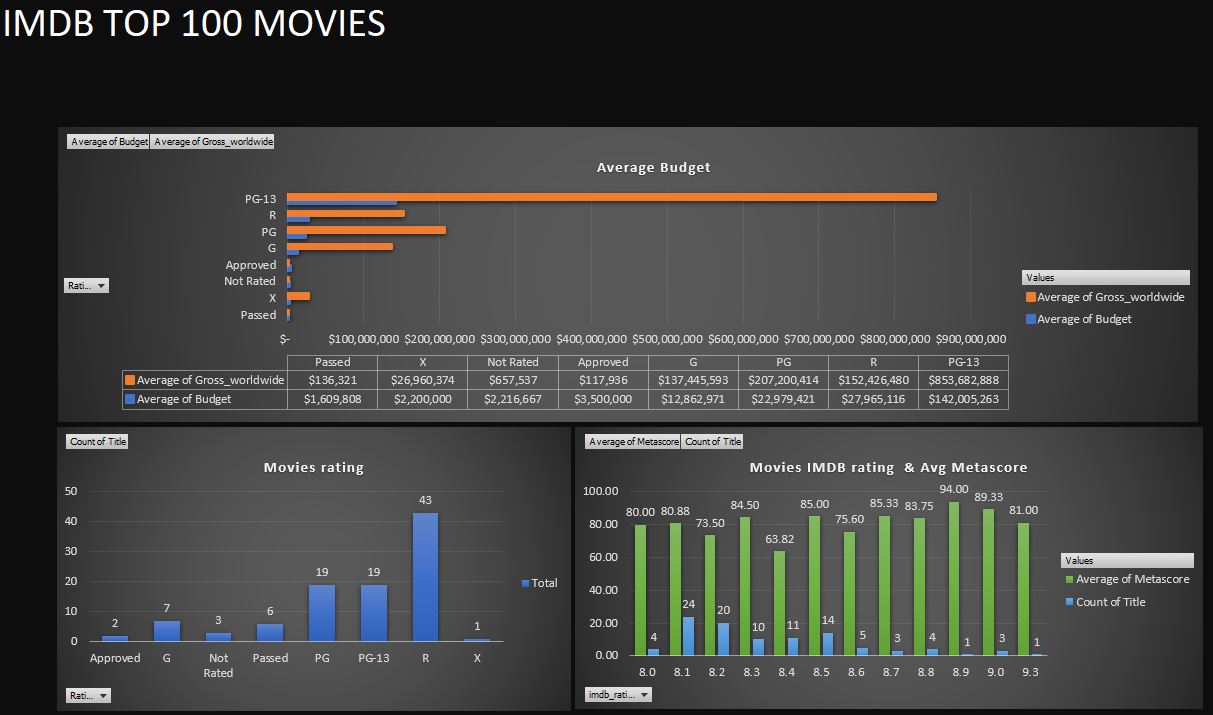 IMDB TOP 100 MOVIES
Average of Budget Average of Gross_worldwide
Average Budget
PG-13
R
PG
G
Approved
Not Rated
X
Passed
Rati...
Values
Average of Gross_worldwide
Average of Budget
$- $100,000,000 $200,000,000 $300,000,000 $400,000,000 $500,000,000 $600,000,000 $700,000,000 $800,000,000 $900,000,000
Passed X Not Rated Approved G PG R PG-13
Average of Gross_worldwide $136,321 $26,960,374 $657,537 $117,936 $137,445,593 $207,200,414 $152,426,480 $853,682,888
Average of Budget $1,609,808 $2,200,000 $2,216,667 $3,500,000 $12,862,971 $22,979,421 $27,965,116 $142,005,263
Count of Title
Movies rating
50
40
30
20
10
0
2 7 3 6 19 19 43 1
Approved G Not Rated Passed PG PG-13 R X
Total
Rati...
Average of Metascore Count of Title
Movies IMDB rating & Avg Metascore
100.00
80.00
60.00
40.00
20.00
0.00
80.00 80.88 73.50 84.50 63.82 85.00 75.60 85.33 83.75 94.00 89.33 81.00
4 24 20 10 11 14 5 3 4 1 3 1
8.0 8.1 8.2 8.3 8.4 8.5 8.6 8.7 8.8 8.9 9.0 9.3
Values
Average of Metascore
Count of Title
imdb_rati...